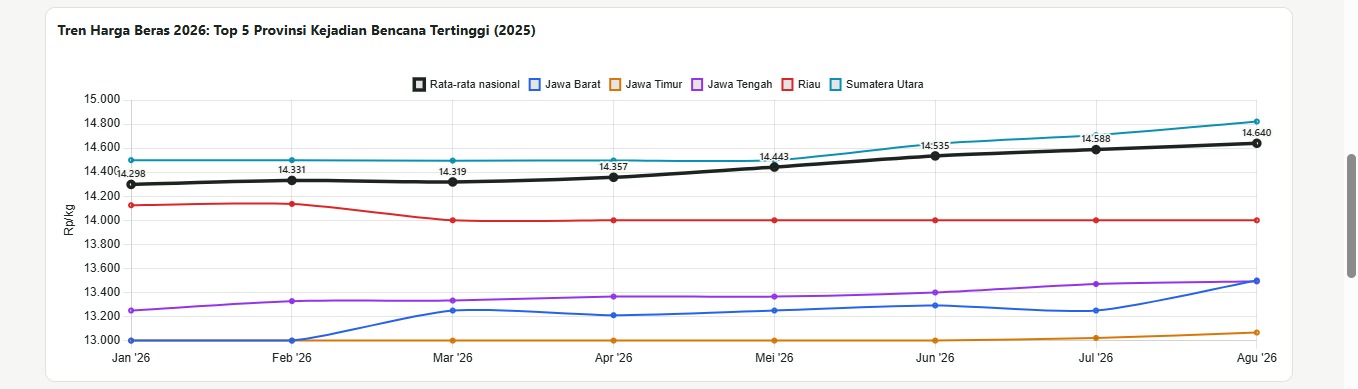 Tren Harga Beras 2026: Top 5 Provinsi Kejadian Bencana Tertinggi (2025)
Rata-rata nasional Jawa Barat Jawa Timur Jawa Tengah Riau Sumatera Utara
15.000
14.800
14.600
14.400
14.200
14.000
13.800
13.600
13.400
13.200
13.000
Rp/kg
14.298 14.331 14.319 14.357 14.443 14.535 14.588 14.640
Jan '26 Feb '26 Mar '26 Apr '26 Mei '26 Jun '26 Jul '26 Agu '26